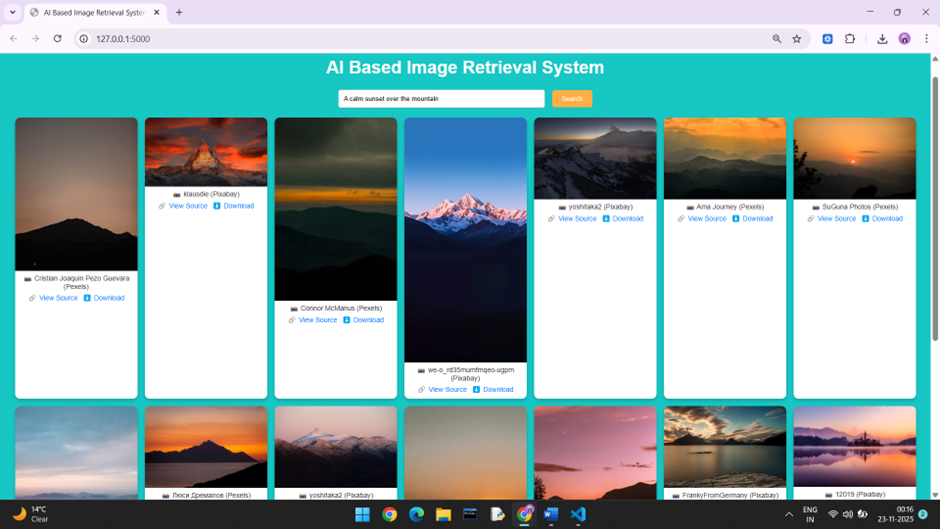 AI Based Image Retrieval System
127.0.0.1:5000
AI Based Image Retrieval System
A calm sunset over the mountain
Search
Cristian Joaquin Pezo Guevara
(Pexels)
View Source Download
klausdie (Pixabay)
View Source Download
Connor McManus (Pexels)
View Source Download
we-o_rd35mumfmqeo-ugpm
(Pixabay)
View Source Download
yoshitaka2 (Pixabay)
View Source Download
Ama Journey (Pexels)
View Source Download
SuGuna Photos (Pexels)
View Source Download
Люси Дремалсв (Pexels)
yoshitaka2 (Pixabay)
FrankyFromGermany (Pixabay)
12019 (Pixabay)
14°C
Clear
ENG
IN
00:16
23-11-2025
2